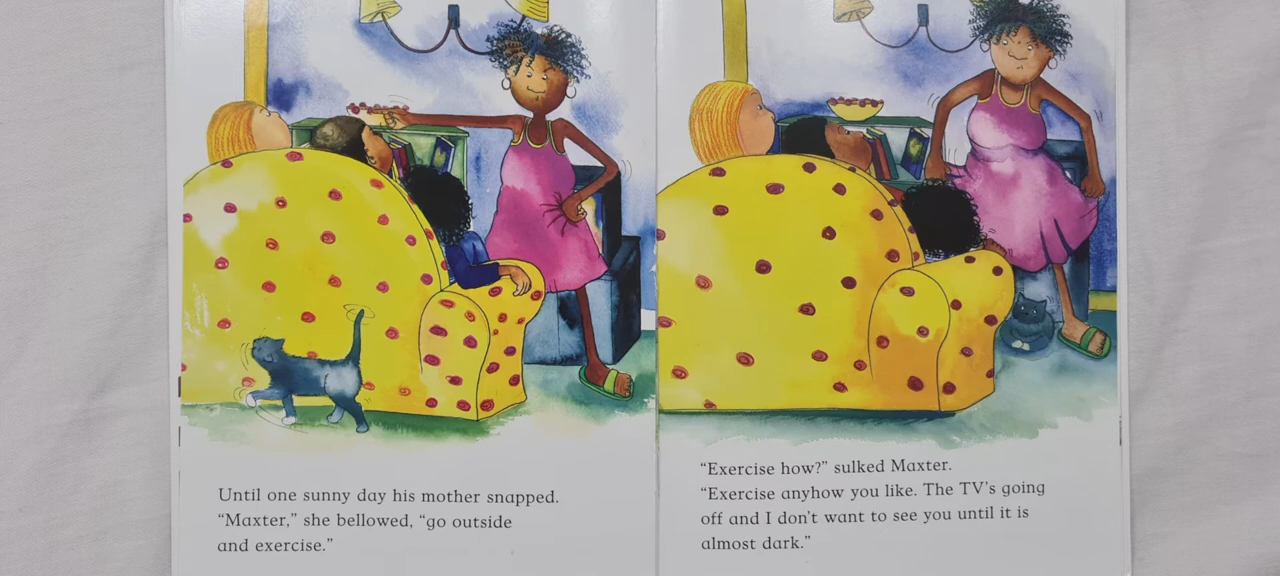 Until one sunny day his mother snapped.
“Maxter,” she bellowed, “go outside
and exercise.”
“Exercise how?” sulked Maxter.
“Exercise anyhow you like. The TV’s going
off and I don’t want to see you until it is
almost dark.”